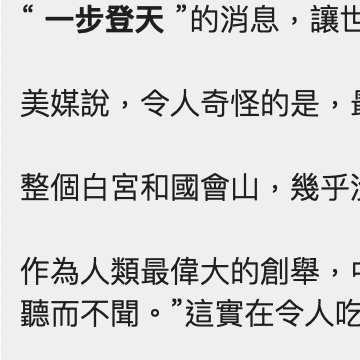 “ 一步登天 ”的消息，讓世
美媒說，令人奇怪的是，最
整個白宮和國會山，幾乎沒
作為人類最偉大的創舉，中
聽而不聞。”這實在令人吃